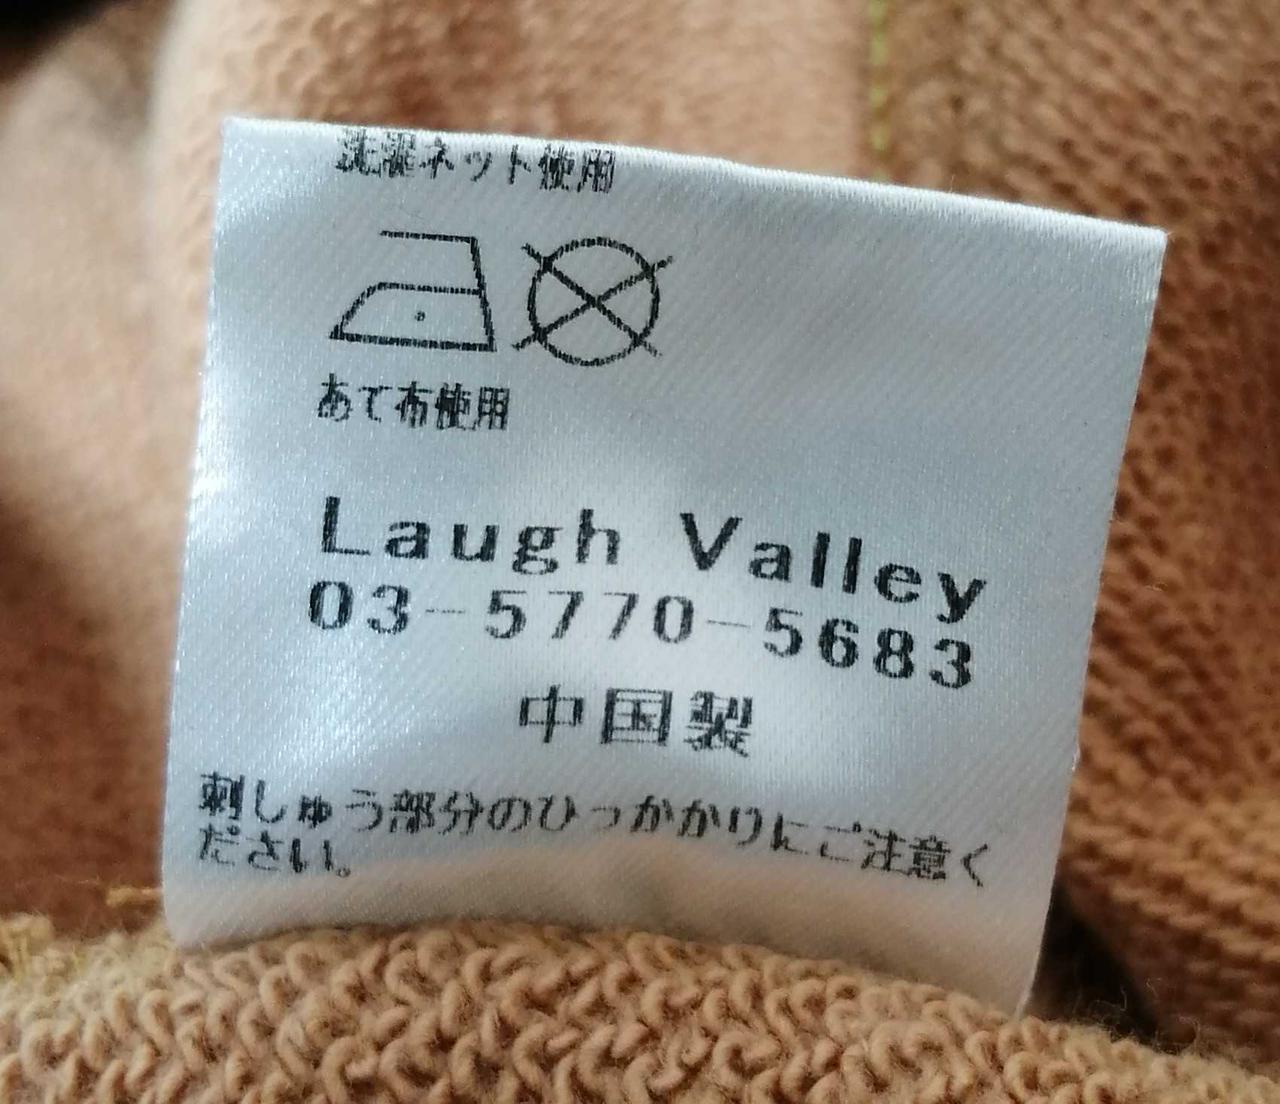 洗濯ネット使用
あて布使用
Laugh Valley
03-5770-5683
中国製
刺しゅう部分のひっかかりにご注意く
ださい。